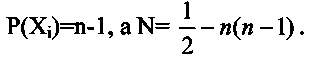 P(Xᵢ)=n-1, a N= 1/2 – n(n – 1).